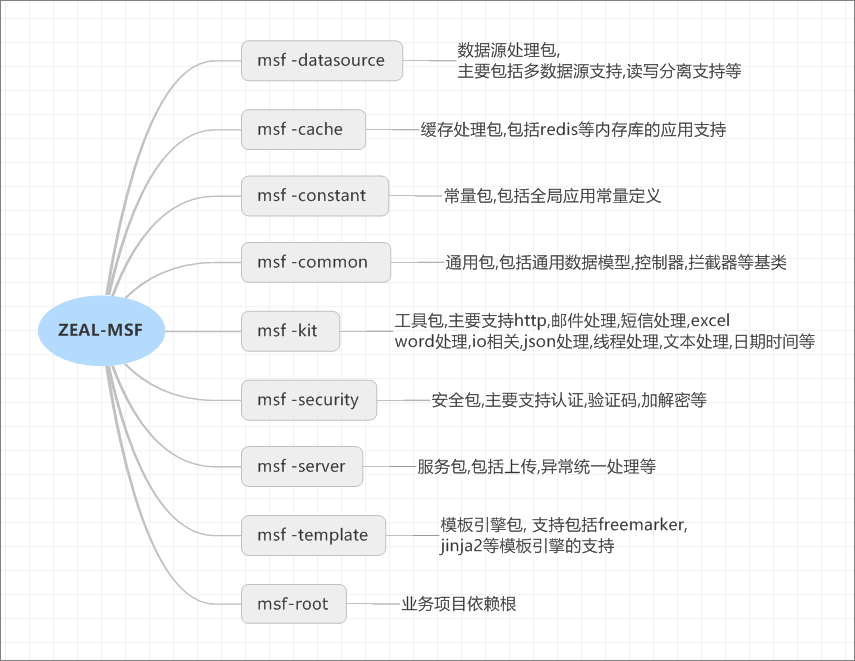 msf -datasource
数据源处理包,
主要包括多数据源支持,读写分离支持等
msf -cache
缓存处理包,包括redis等内存库的应用支持
msf -constant
常量包,包括全局应用常量定义
msf -common
通用包,包括通用数据模型,控制器,拦截器等基类
ZEAL-MSF
msf -kit
工具包,主要支持http,邮件处理,短信处理,excel
word处理,io相关,json处理,线程处理,文本处理,日期时间等
msf -security
安全包,主要支持认证,验证码,加解密等
msf -server
服务包,包括上传,异常统一处理等
msf -template
模板引擎包, 支持包括freemarker,
jinja2等模板引擎的支持
msf-root
业务项目依赖根